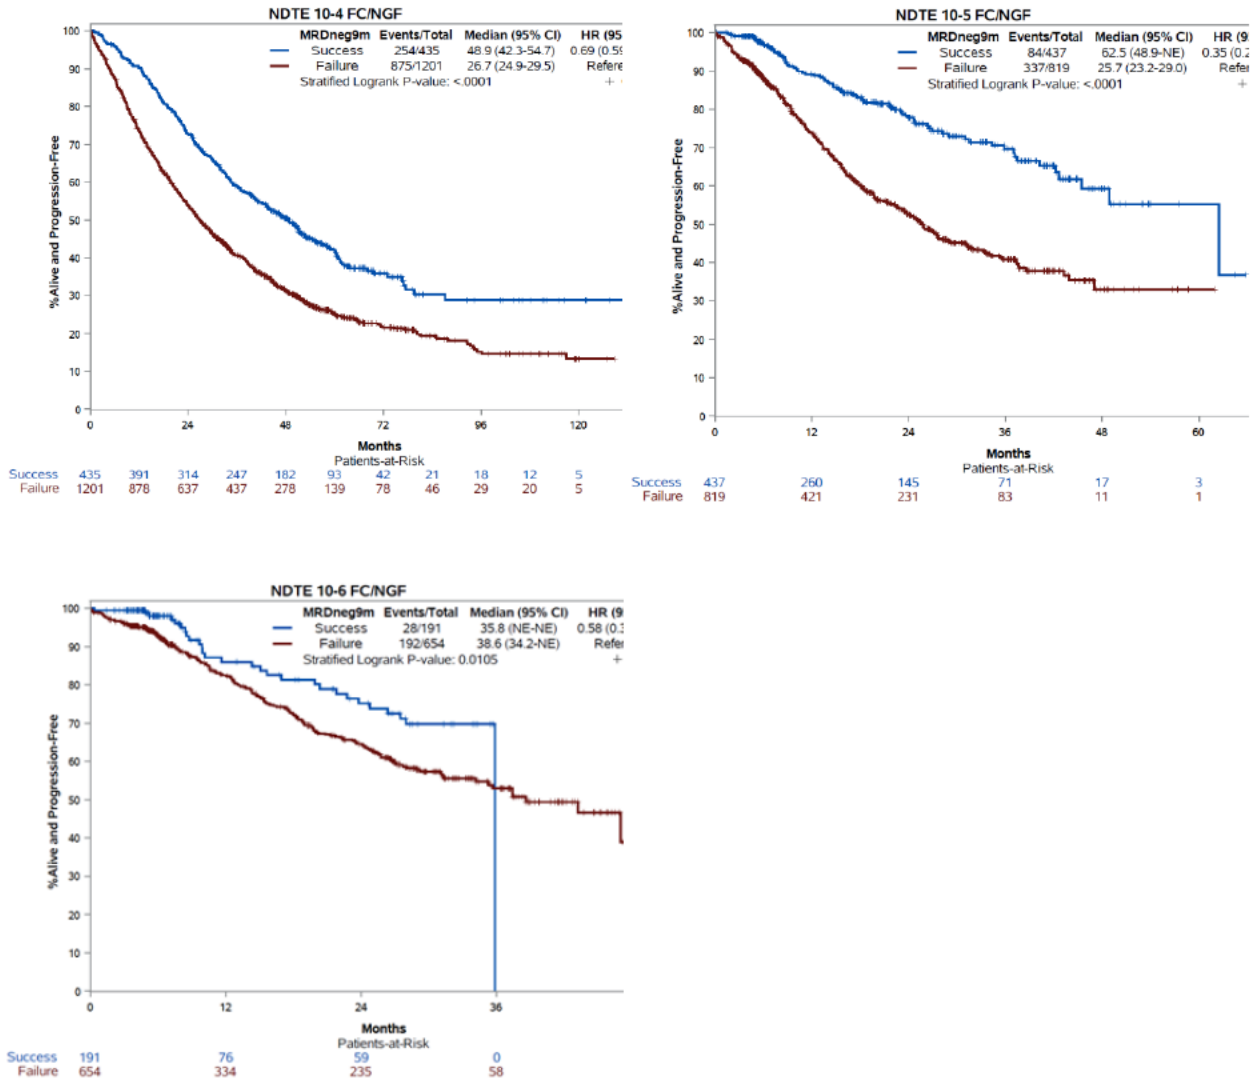 NDTE 10-4 FC/NGF
MRDneg9m Events/Total Median (95% CI) HR (95
Success 254/435 48.9 (42.3-54.7) 0.69 (0.59
Failure 875/1201 26.7 (24.9-29.5) Refere
Stratified Logrank P-value: <.0001 +
%Alive and Progression-Free
100
90
80
70
60
50
40
30
20
10
0
0 24 48 72 96 120
Months
Patients-at-Risk
Success 435 391 314 247 182 93 42 21 18 12 5
Failure 1201 878 637 437 278 139 78 46 29 20 5
NDTE 10-5 FC/NGF
MRDneg9m Events/Total Median (95% CI) HR (9
Success 84/437 62.5 (48.9-NE) 0.35 (0.2
Failure 337/819 25.7 (23.2-29.0) Refer
Stratified Logrank P-value: <.0001 +
%Alive and Progression-Free
100
90
80
70
60
50
40
30
20
10
0
0 12 24 36 48 60
Months
Patients-at-Risk
Success 437 260 145 71 17 3
Failure 819 421 231 83 11 1
NDTE 10-6 FC/NGF
MRDneg9m Events/Total Median (95% CI) HR (9
Success 28/191 35.8 (NE-NE) 0.58 (0.3
Failure 192/654 38.6 (34.2-NE) Refer
Stratified Logrank P-value: 0.0105 +
%Alive and Progression-Free
100
90
80
70
60
50
40
30
20
10
0
0 12 24 36
Months
Patients-at-Risk
Success 191 76 59 0
Failure 654 334 235 58